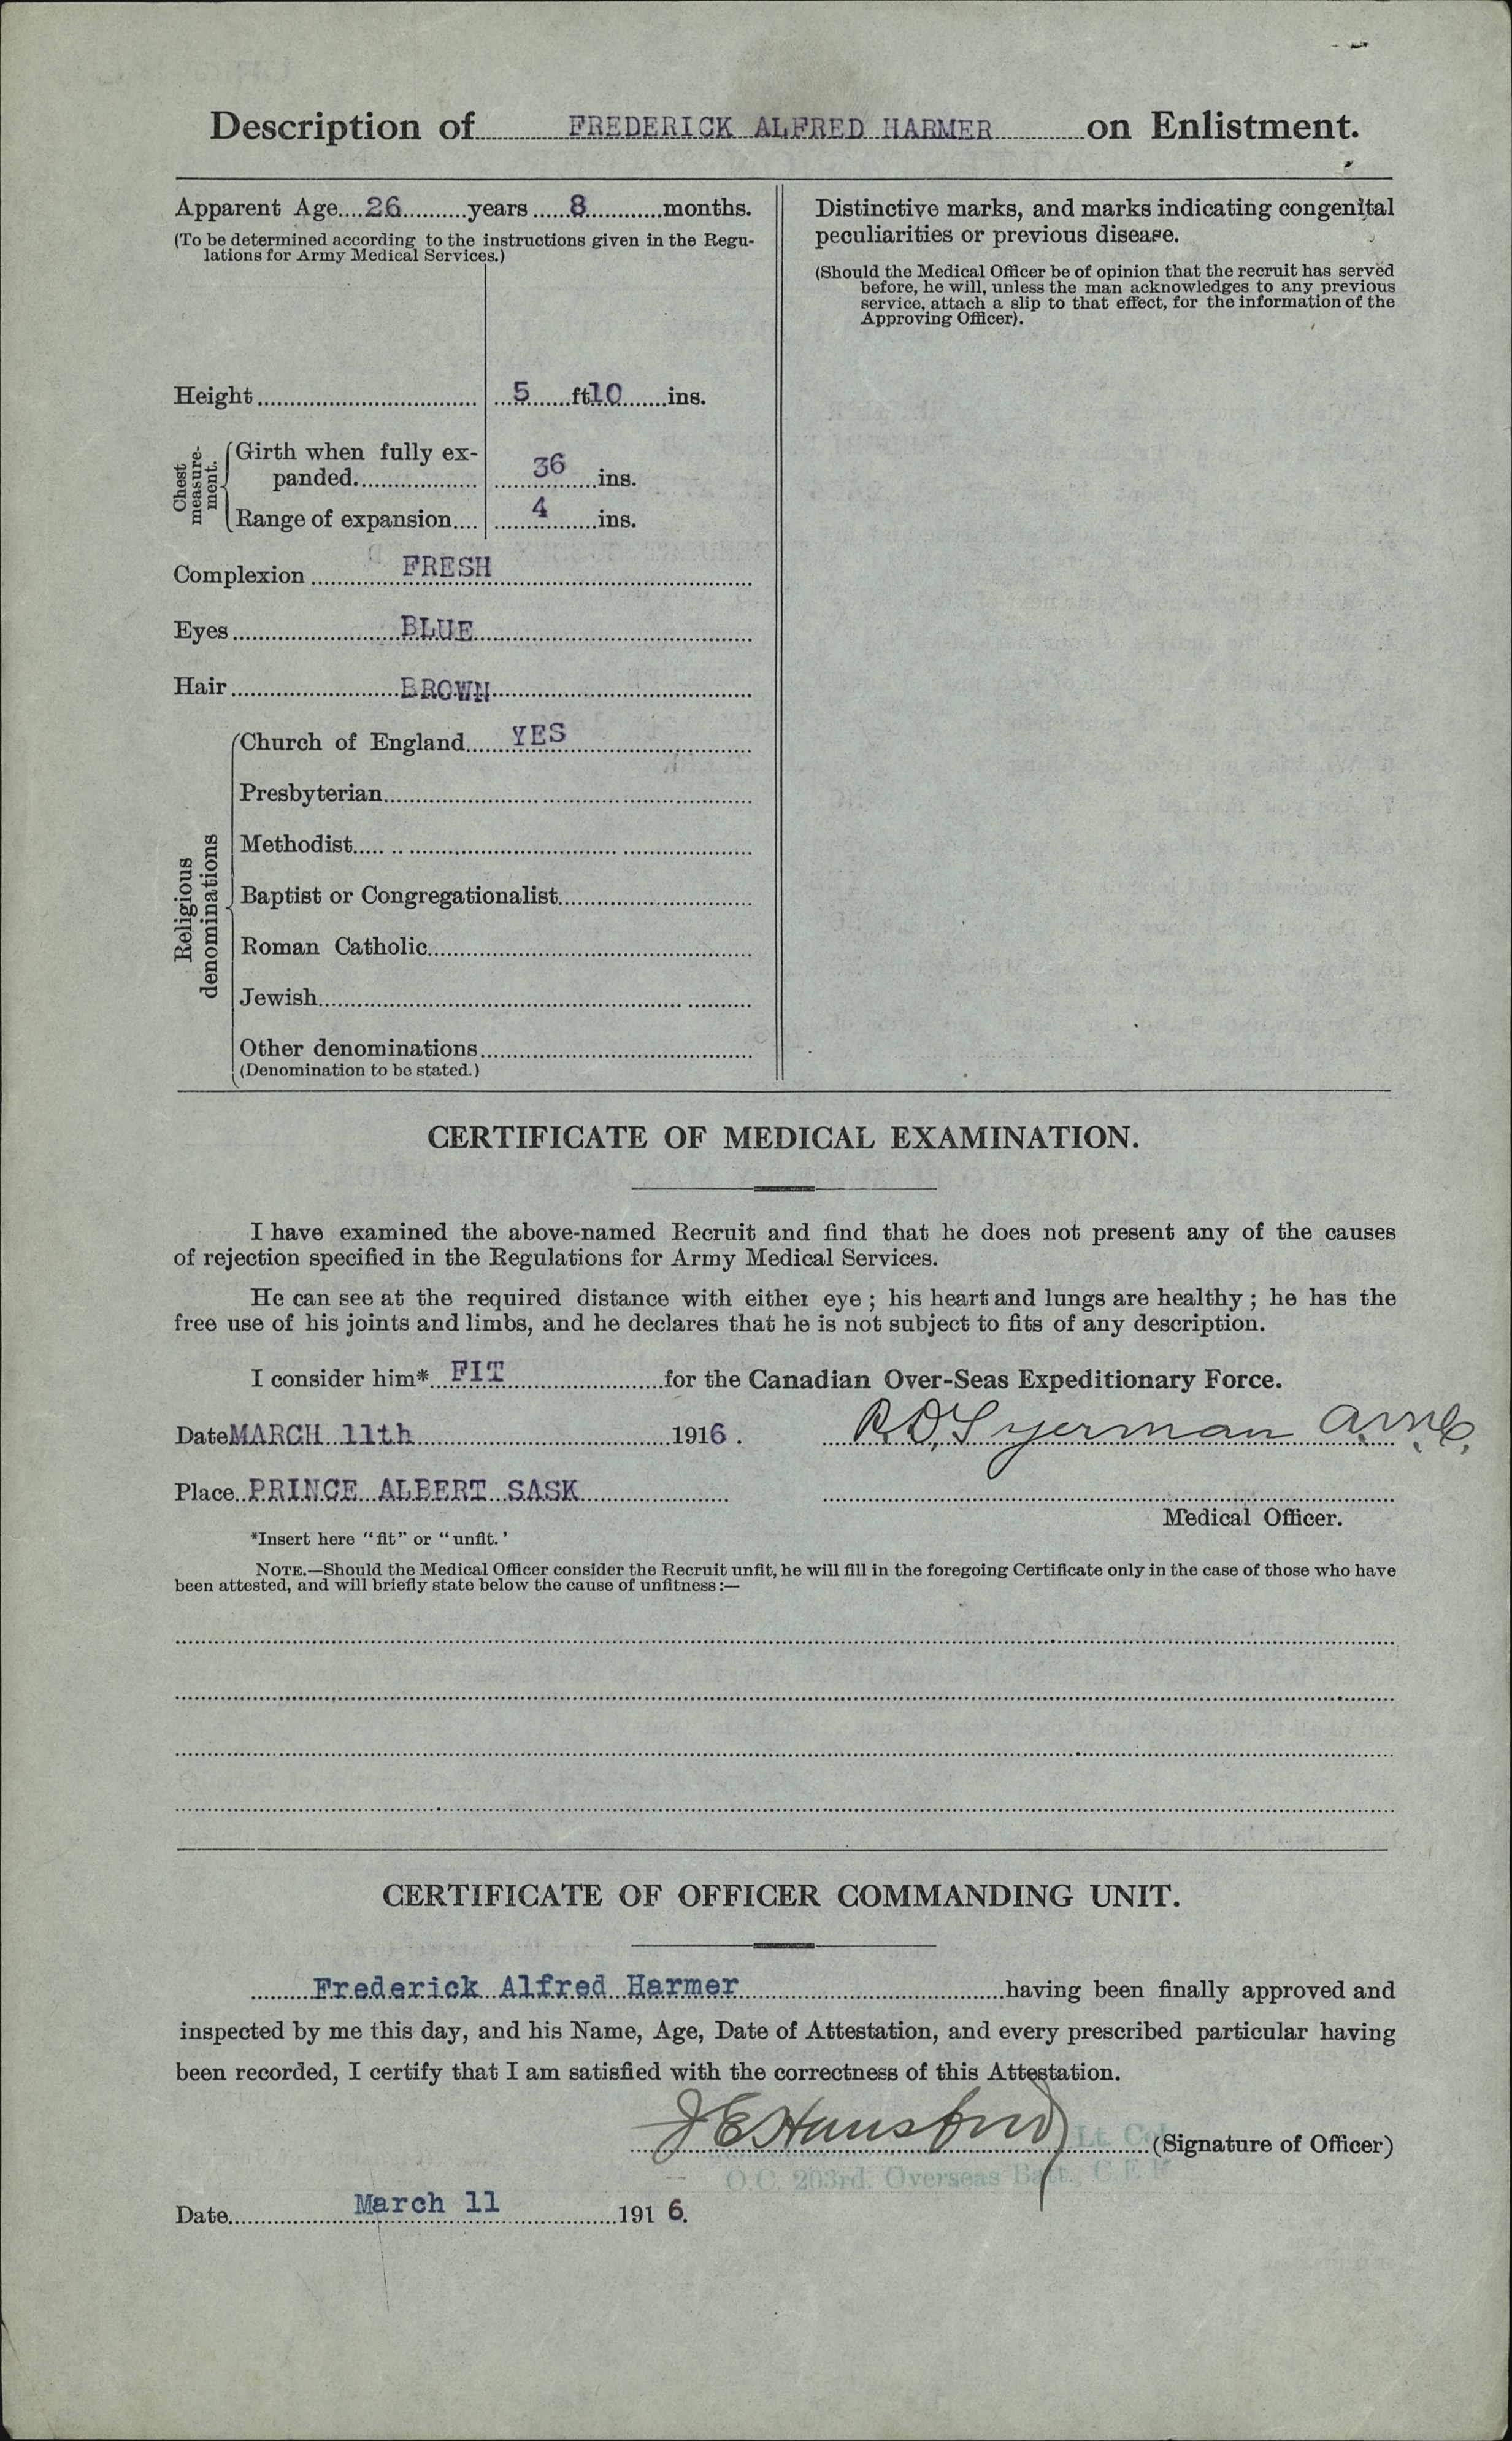 Description of FREDERICK ALFRED HARMER on Enlistment.
Apparent Age....26..........years......8............months.
(To be determined according to the instructions given in the Regu-
lations for Army Medical Services.)
Height.................................. ...5.......ft10.......ins.
Chest measure-ment.
Girth when fully ex-
panded................... 36 ins.
Range of expansion.... 4 ins.
Complexion FRESH
Eyes BLUE
Hair BROWN
Religious denominations
Church of England YES
Presbyterian
Methodist
Baptist or Congregationalist
Roman Catholic
Jewish
Other denominations
(Denomination to be stated.)
Distinctive marks, and marks indicating congenital
peculiarities or previous disease.
(Should the Medical Officer be of opinion that the recruit has served
before, he will, unless the man acknowledges to any previous
service, attach a slip to that effect, for the information of the
Approving Officer).
CERTIFICATE OF MEDICAL EXAMINATION.
I have examined the above-named Recruit and find that he does not present any of the causes
of rejection specified in the Regulations for Army Medical Services.
He can see at the required distance with either eye ; his heart and lungs are healthy ; he has the
free use of his joints and limbs, and he declares that he is not subject to fits of any description.
I consider him* FIT for the Canadian Over-Seas Expeditionary Force.
Date MARCH 11th 1916. R.D. Syerman A.M.C.
Place PRINCE ALBERT SASK
Medical Officer.
*Insert here "fit" or "unfit.'
NOTE.—Should the Medical Officer consider the Recruit unfit, he will fill in the foregoing Certificate only in the case of those who have
been attested, and will briefly state below the cause of unfitness :—
CERTIFICATE OF OFFICER COMMANDING UNIT.
Frederick Alfred Harmer having been finally approved and
inspected by me this day, and his Name, Age, Date of Attestation, and every prescribed particular having
been recorded, I certify that I am satisfied with the correctness of this Attestation.
J E Hansford Lt. Col. (Signature of Officer)
O.C. 203rd. Overseas Batt., C E F
Date March 11 1916.